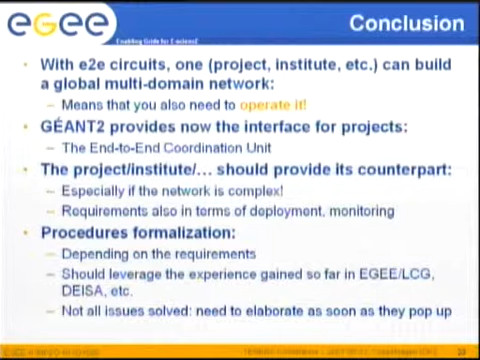 egee
Conclusion
Enabling Grids for E-sciencE
• With e2e circuits, one (project, institute, etc.) can build
a global multi-domain network:
– Means that you also need to operate it!
• GÉANT2 provides now the interface for projects:
– The End-to-End Coordination Unit
• The project/institute/... should provide its counterpart:
– Especially if the network is complex!
– Requirements also in terms of deployment, monitoring
• Procedures formalization:
– Depending on the requirements
– Should leverage the experience gained so far in EGEE/LCG,
DEISA, etc.
– Not all issues solved: need to elaborate as soon as they pop up